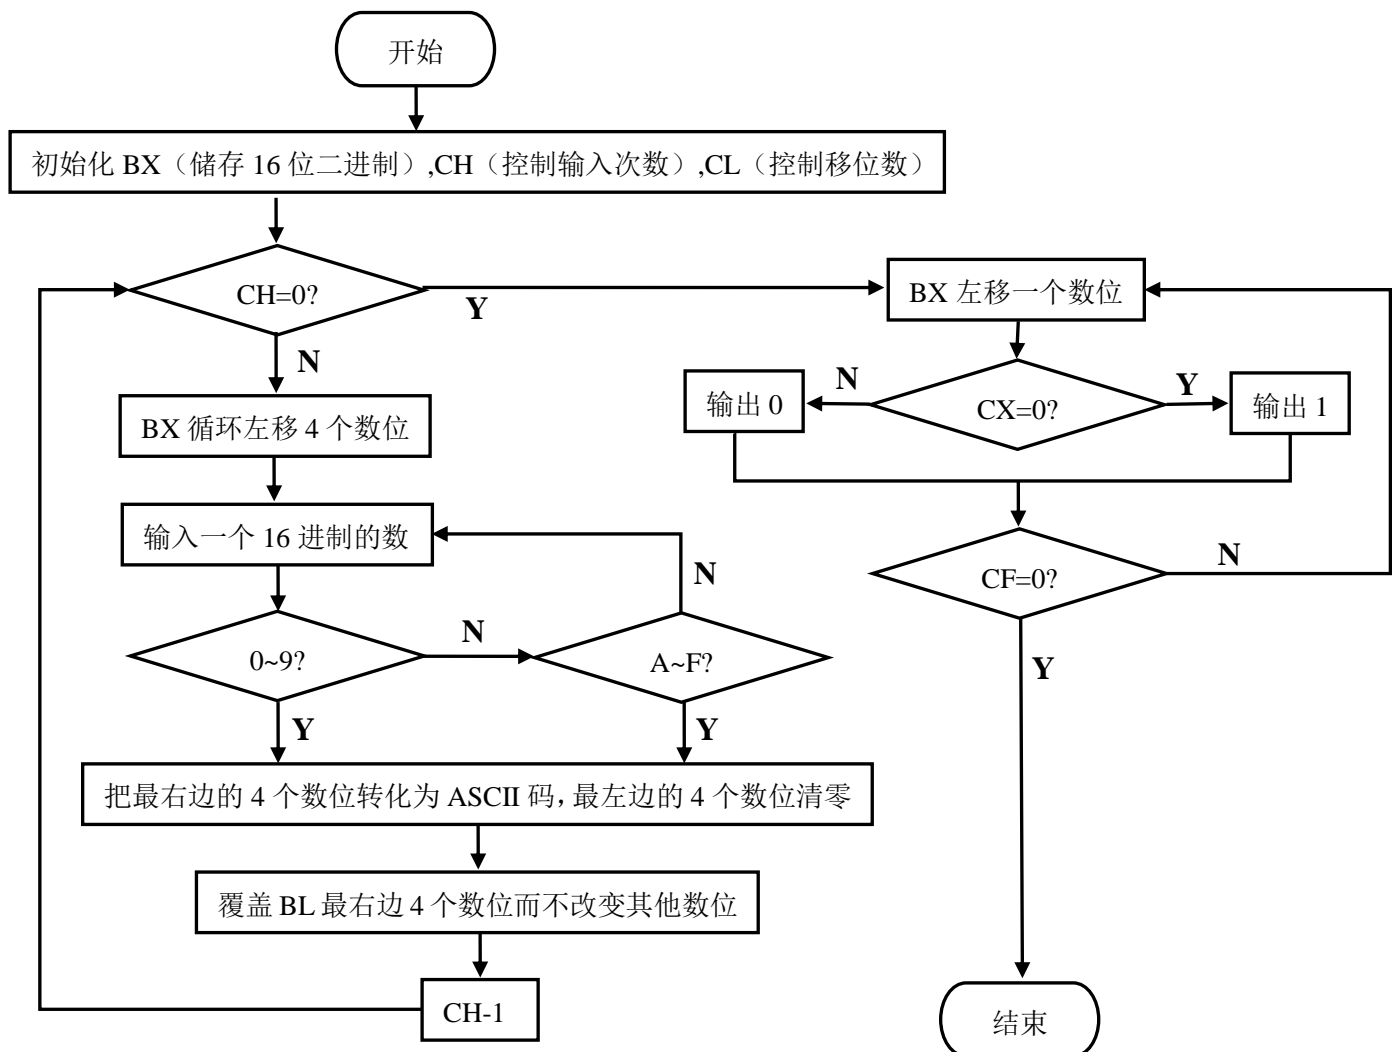 开始
初始化 BX（储存 16 位二进制）,CH（控制输入次数）,CL（控制移位数）
CH=0?
Y
N
BX 循环左移 4 个数位
输入一个 16 进制的数
0~9?
N
A~F?
N
Y
Y
把最右边的 4 个数位转化为 ASCII 码，最左边的 4 个数位清零
覆盖 BL 最右边 4 个数位而不改变其他数位
CH-1
BX 左移一个数位
CX=0?
N
Y
输出 0
输出 1
CF=0?
N
Y
结束